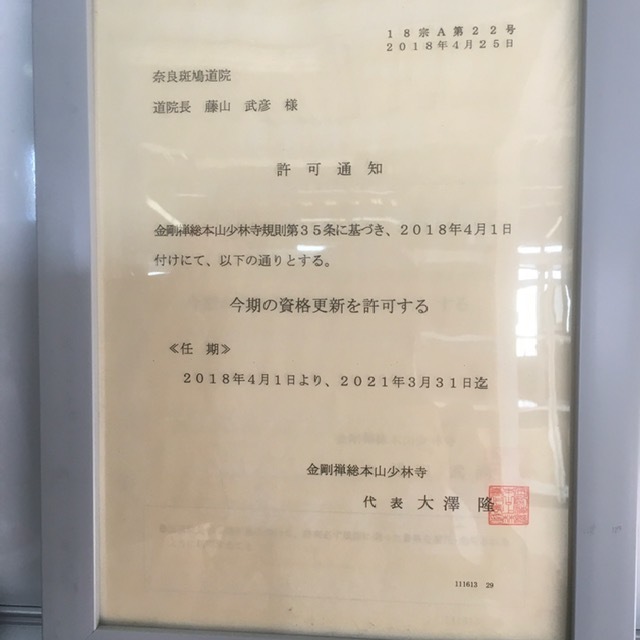 18宗A第22号
2018年4月25日
奈良斑鳩道院
道院長 藤山 武彦 様
許可通知
金剛禅総本山少林寺規則第35条に基づき、2018年4月1日
付けにて、以下の通りとする。
今期の資格更新を許可する
≪任 期≫
2018年4月1日より、2021年3月31日迄
金剛禅総本山少林寺
代 表 大 澤 隆
111613 29